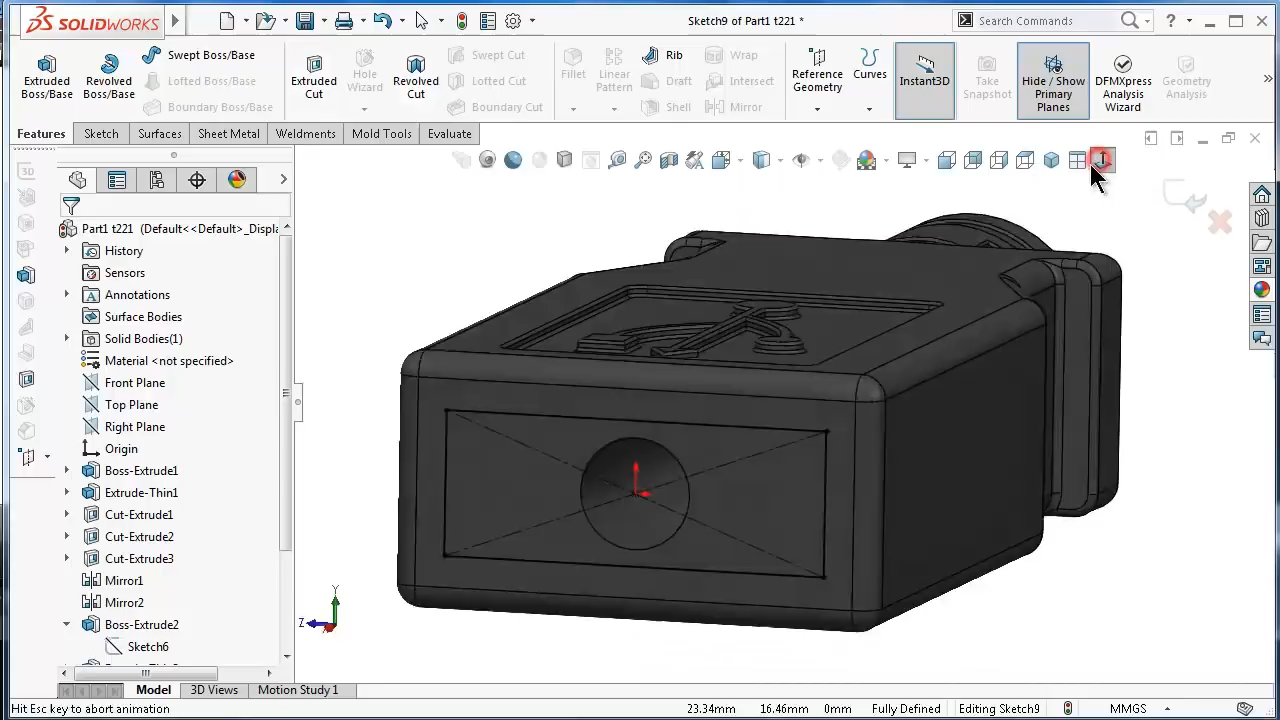 SOLIDWORKS
Sketch9 of Part1 t221 *
Search Commands
?
Extruded Boss/Base
Revolved Boss/Base
Swept Boss/Base
Lofted Boss/Base
Boundary Boss/Base
Extruded Cut
Hole Wizard
Revolved Cut
Swept Cut
Lofted Cut
Boundary Cut
Fillet
Linear Pattern
Rib
Draft
Shell
Wrap
Intersect
Mirror
Reference Geometry
Curves
Instant3D
Take Snapshot
Hide / Show Primary Planes
DFMXpress Analysis Wizard
Geometry Analysis
Features
Sketch
Surfaces
Sheet Metal
Weldments
Mold Tools
Evaluate
3D
Part1 t221 (Default<<Default>_Displa
History
Sensors
Annotations
Surface Bodies
Solid Bodies(1)
Material <not specified>
Front Plane
Top Plane
Right Plane
Origin
Boss-Extrude1
Extrude-Thin1
Cut-Extrude1
Cut-Extrude2
Cut-Extrude3
Mirror1
Mirror2
Boss-Extrude2
Sketch6
Y
Z
Model
3D Views
Motion Study 1
Hit Esc key to abort animation
23.34mm
16.46mm
0mm
Fully Defined
Editing Sketch9
MMGS